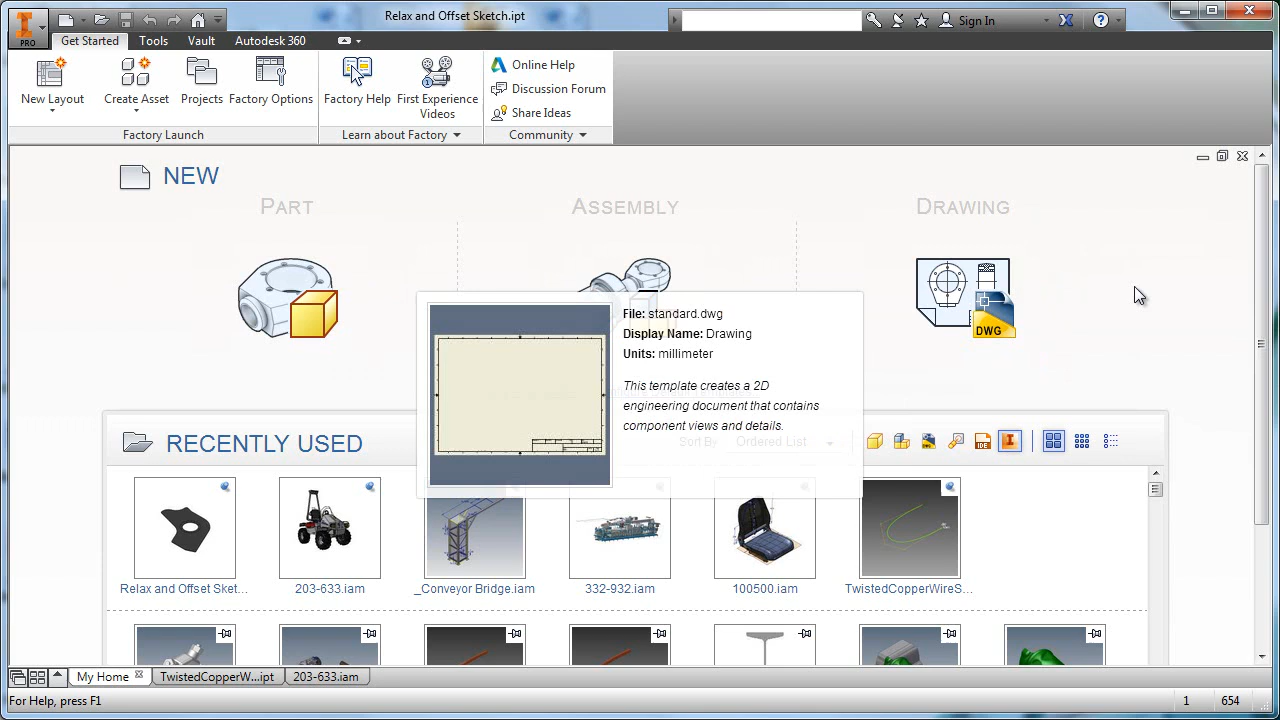 PRO
Relax and Offset Sketch.ipt
Sign In
Get Started
Tools
Vault
Autodesk 360
New Layout
Create Asset
Projects
Factory Options
Factory Help
First Experience
Videos
Online Help
Discussion Forum
Share Ideas
Factory Launch
Learn about Factory
Community
NEW
PART
ASSEMBLY
DRAWING
DWG
File: standard.dwg
Display Name: Drawing
Units: millimeter
This template creates a 2D
engineering document that contains
component views and details.
RECENTLY USED
Sort By
Ordered List
IDE
Relax and Offset Sket...
203-633.iam
_Conveyor Bridge.iam
332-932.iam
100500.iam
TwistedCopperWireS...
My Home
TwistedCopperW...ipt
203-633.iam
For Help, press F1
1
654